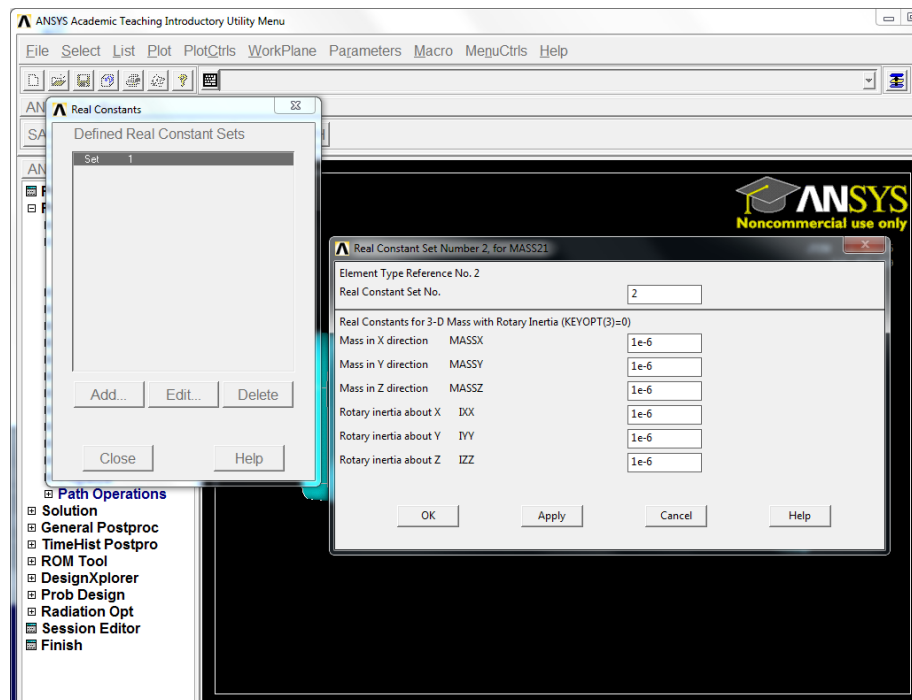 ANSYS Academic Teaching Introductory Utility Menu
File Select List Plot PlotCtrls WorkPlane Parameters Macro MenuCtrls Help
AN
Real Constants
SA
Defined Real Constant Sets
Set 1
AN
ANSYS
Noncommercial use only
Real Constant Set Number 2, for MASS21
Element Type Reference No. 2
Real Constant Set No. 2
Real Constants for 3-D Mass with Rotary Inertia (KEYOPT(3)=0)
Mass in X direction MASSX 1e-6
Mass in Y direction MASSY 1e-6
Mass in Z direction MASSZ 1e-6
Add... Edit... Delete
Rotary inertia about X IXX 1e-6
Rotary inertia about Y IYY 1e-6
Close Help
Rotary inertia about Z IZZ 1e-6
Path Operations
Solution
OK Apply Cancel Help
General Postproc
TimeHist Postpro
ROM Tool
DesignXplorer
Prob Design
Radiation Opt
Session Editor
Finish